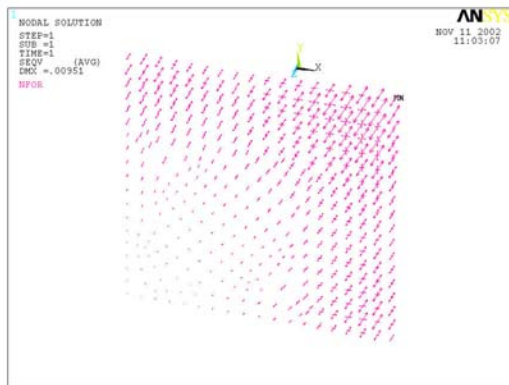 1
NODAL SOLUTION
STEP=1
SUB =1
TIME=1
SEQV (AVG)
DMX =.00951
NFOR
ANSYS
NOV 11 2002
11:03:07
Y
X